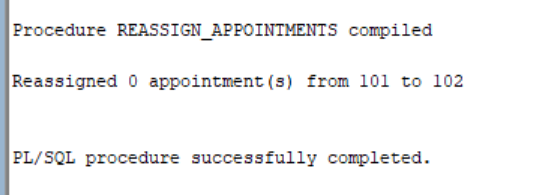 Procedure REASSIGN_APPOINTMENTS compiled
Reassigned 0 appointment(s) from 101 to 102
PL/SQL procedure successfully completed.